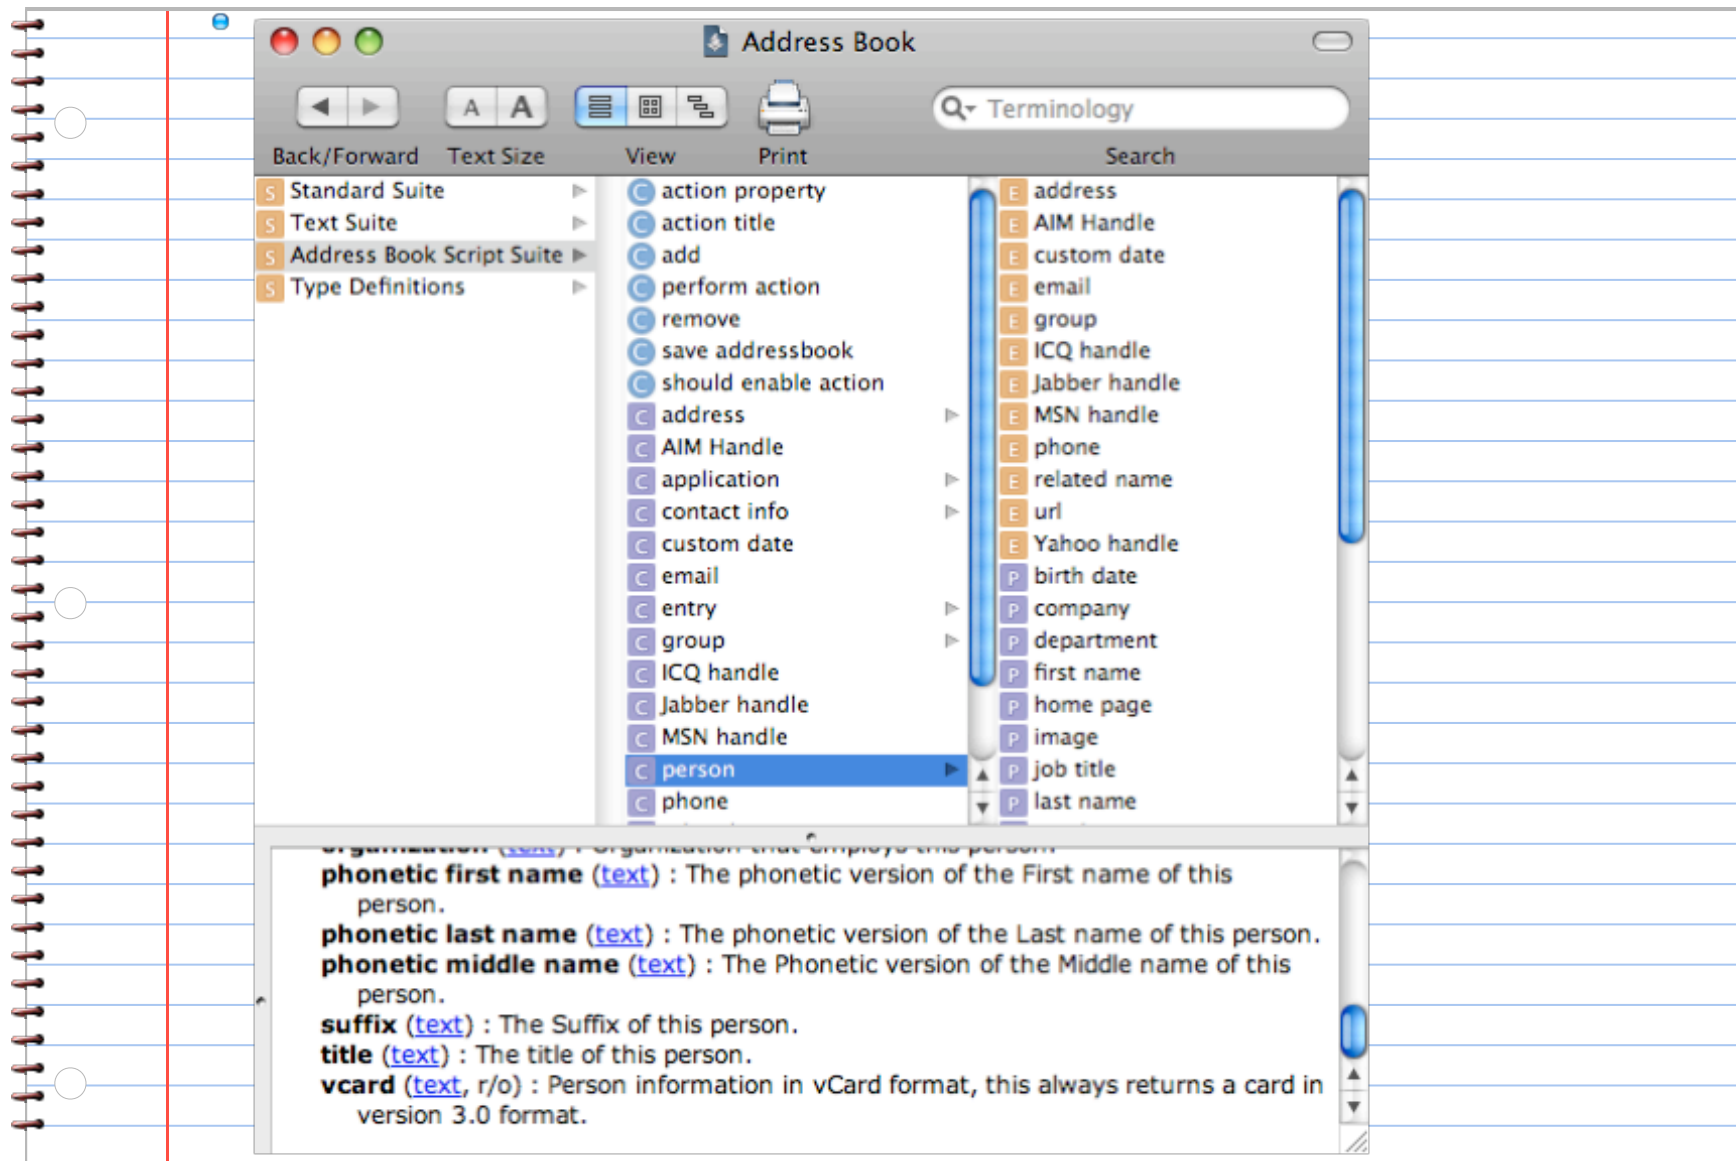 Address Book
A A
Terminology
Back/Forward Text Size View Print Search
S Standard Suite
S Text Suite
S Address Book Script Suite
S Type Definitions
C action property
C action title
C add
C perform action
C remove
C save addressbook
C should enable action
C address
C AIM Handle
C application
C contact info
C custom date
C email
C entry
C group
C ICQ handle
C Jabber handle
C MSN handle
C person
C phone
E address
E AIM Handle
E custom date
E email
E group
E ICQ handle
E Jabber handle
E MSN handle
E phone
E related name
E url
E Yahoo handle
P birth date
P company
P department
P first name
P home page
P image
P job title
P last name
organization (text) : Organization that employs this person.
phonetic first name (text) : The phonetic version of the First name of this
person.
phonetic last name (text) : The phonetic version of the Last name of this person.
phonetic middle name (text) : The Phonetic version of the Middle name of this
person.
suffix (text) : The Suffix of this person.
title (text) : The title of this person.
vcard (text, r/o) : Person information in vCard format, this always returns a card in
version 3.0 format.